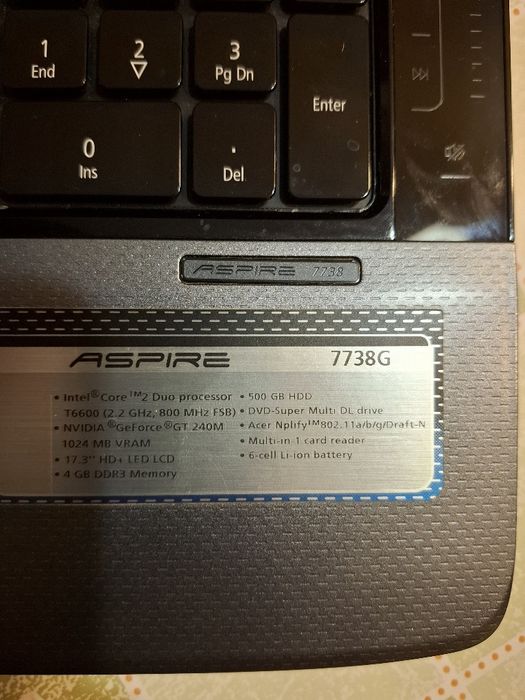 1 2 3
End Pg Dn
Enter
0 .
Ins Del
ASPIRE 7738
ASPIRE 7738G
• Intel®Core™2 Duo processor
T6600 (2.2 GHz, 800 MHz FSB)
• NVIDIA®GeForce®GT 240M
1024 MB VRAM
• 17.3" HD+ LED LCD
• 4 GB DDR3 Memory
• 500 GB HDD
• DVD-Super Multi DL drive
• Acer Nplify™802.11a/b/g/Draft-N
• Multi-in-1 card reader
• 6-cell Li-ion battery